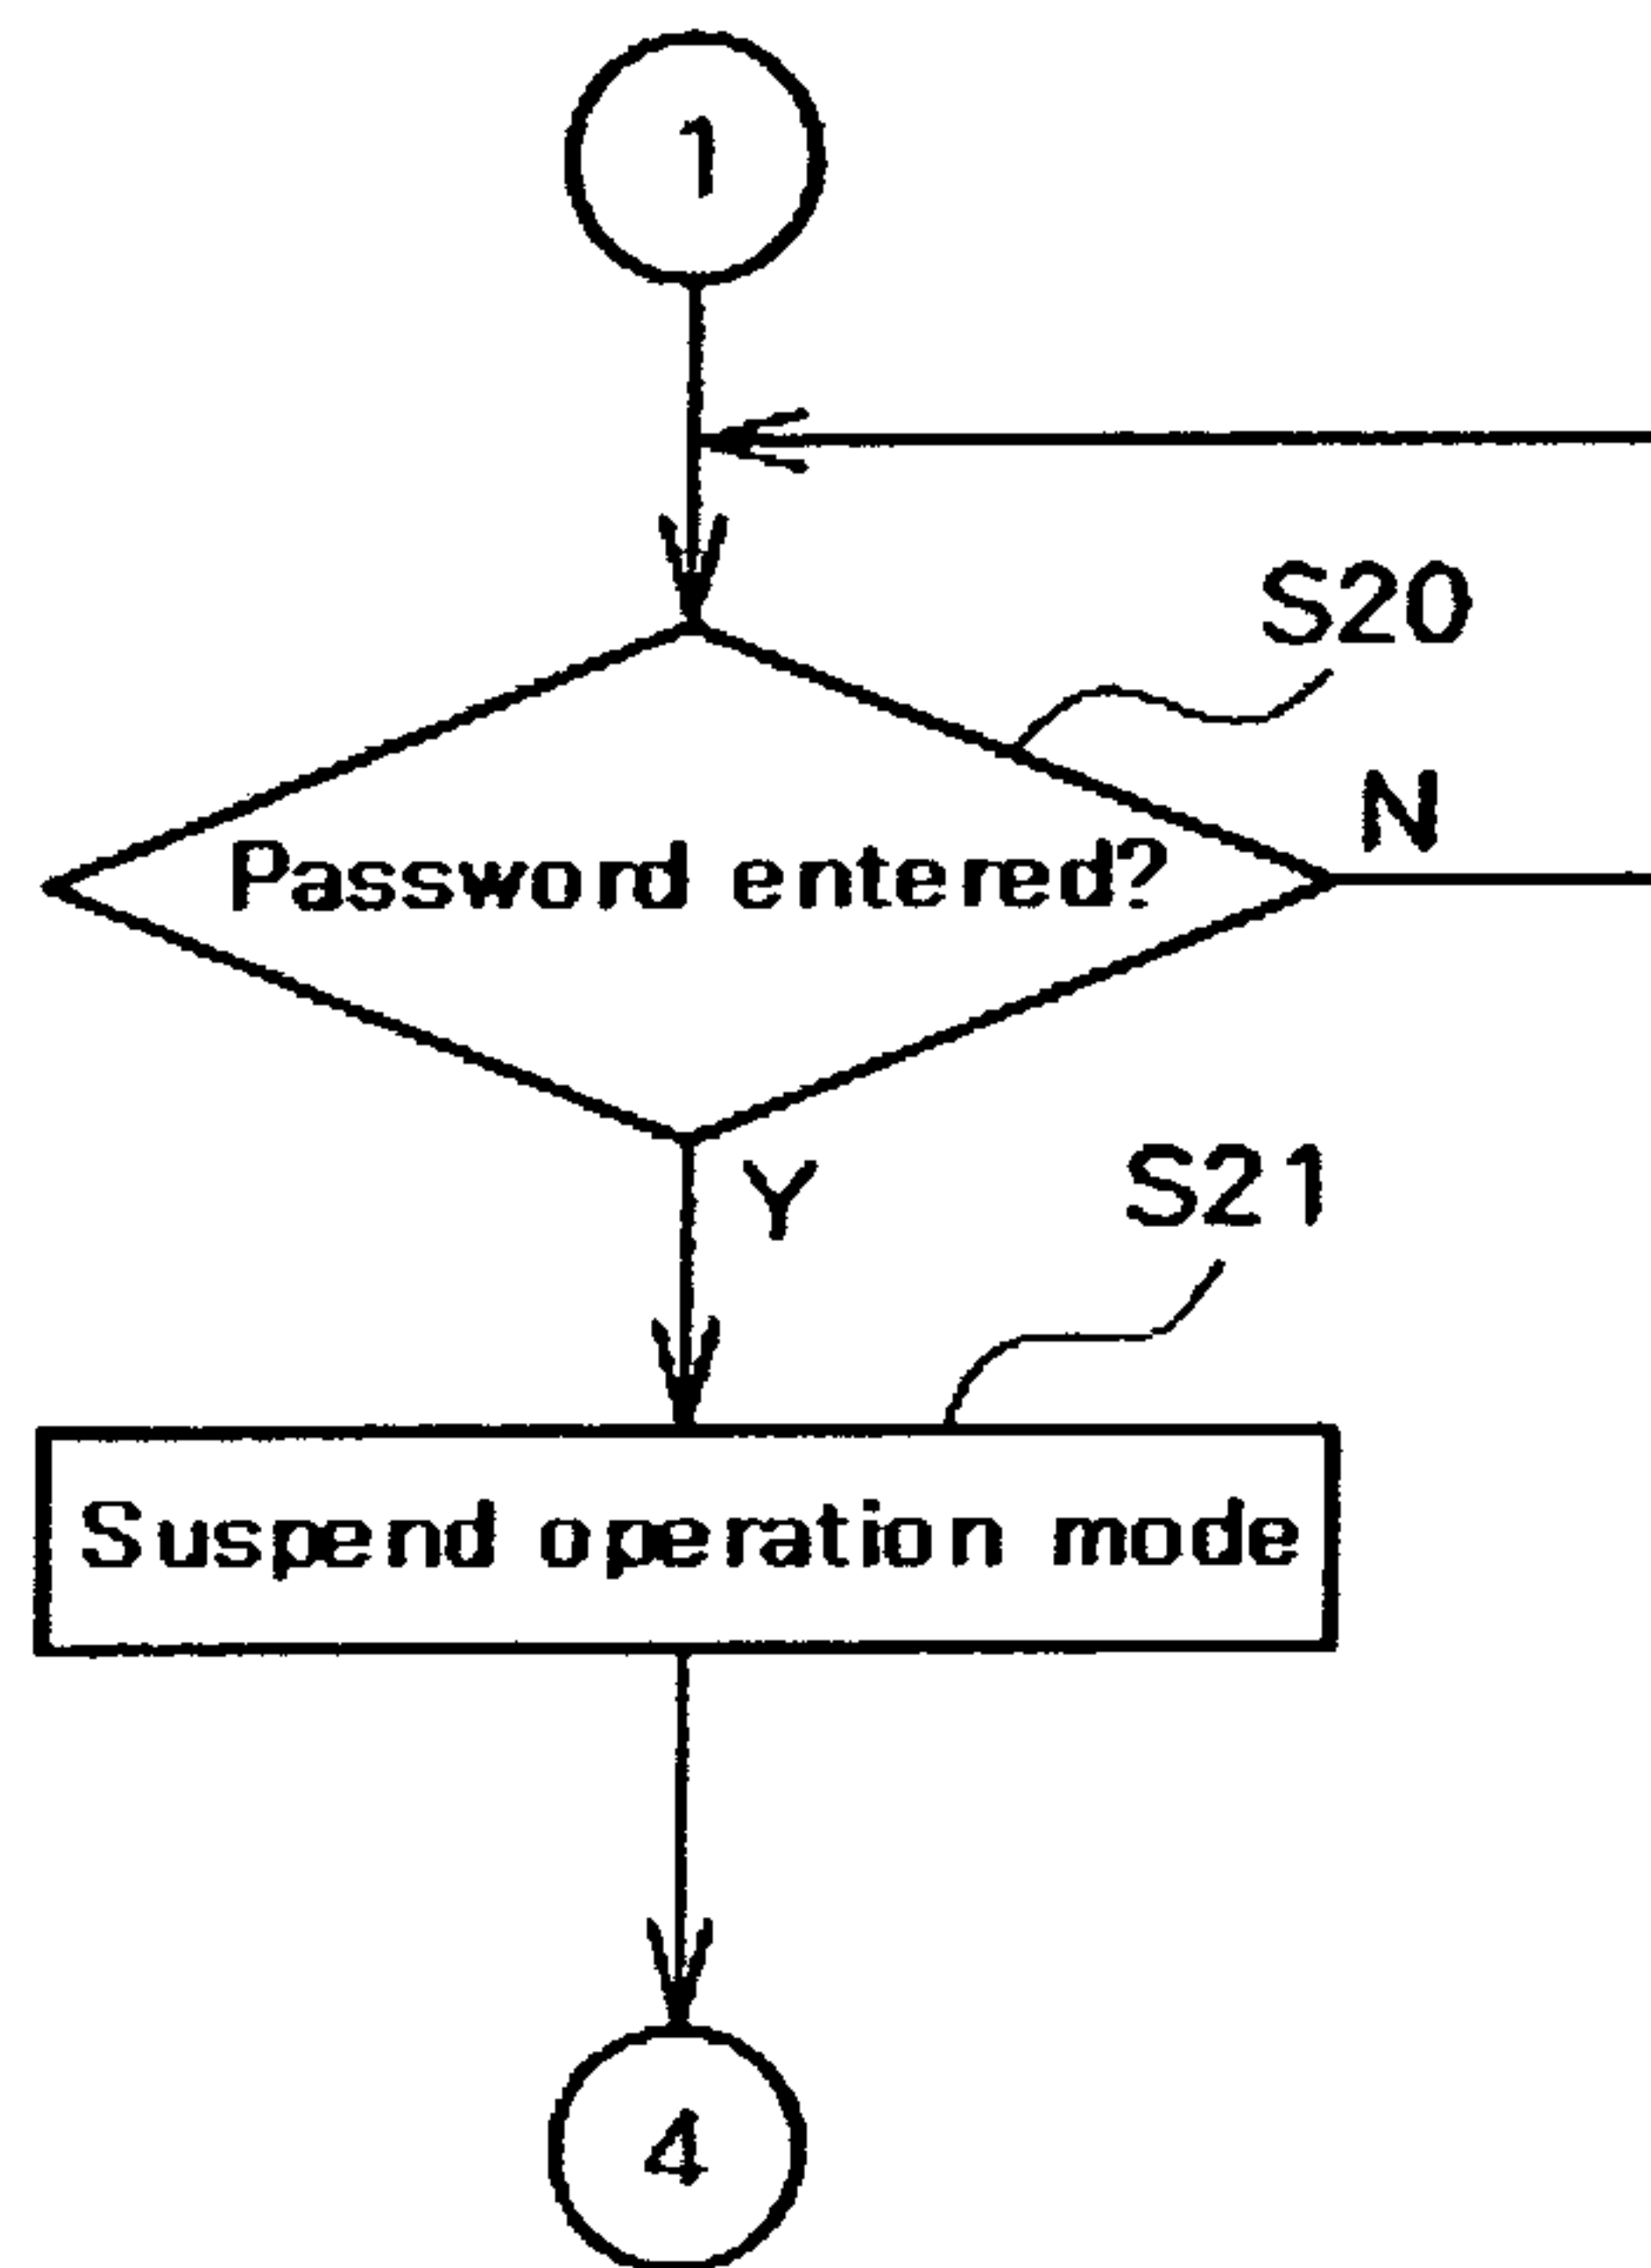 1
S20
N
Password entered?
Y
S21
Suspend operation mode
4